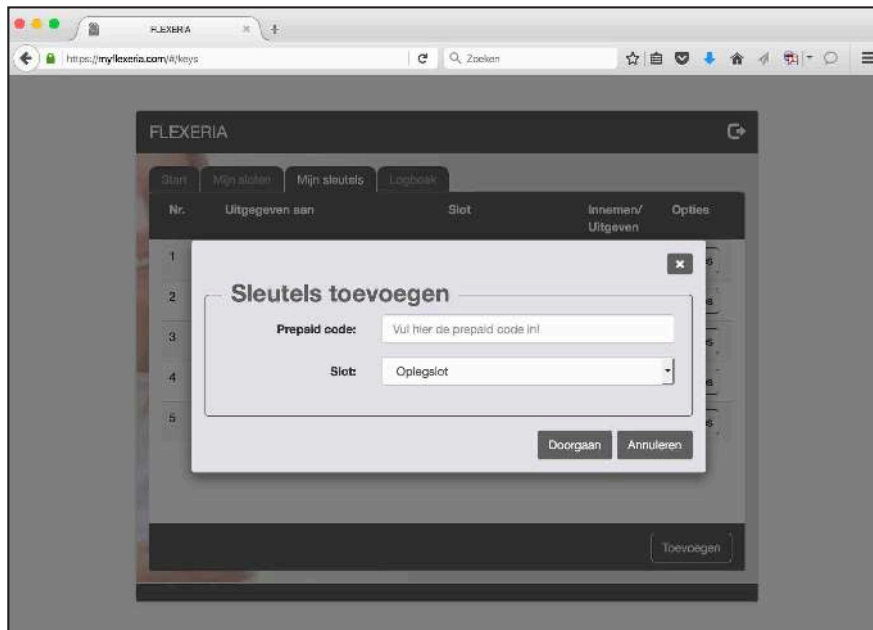 FLEXERIA
https://myflexeria.com/#/keys
Zoeken
FLEXERIA
Start Mijn sloten Mijn sleutels Logboek
Nr. Uitgegeven aan Slot Innemen/ Opties
Uitgeven
1
2
3
4
5
Sleutels toevoegen
Prepaid code: Vul hier de prepaid code in!
Slot: Oplegslot
Doorgaan Annuleren
Toevoegen